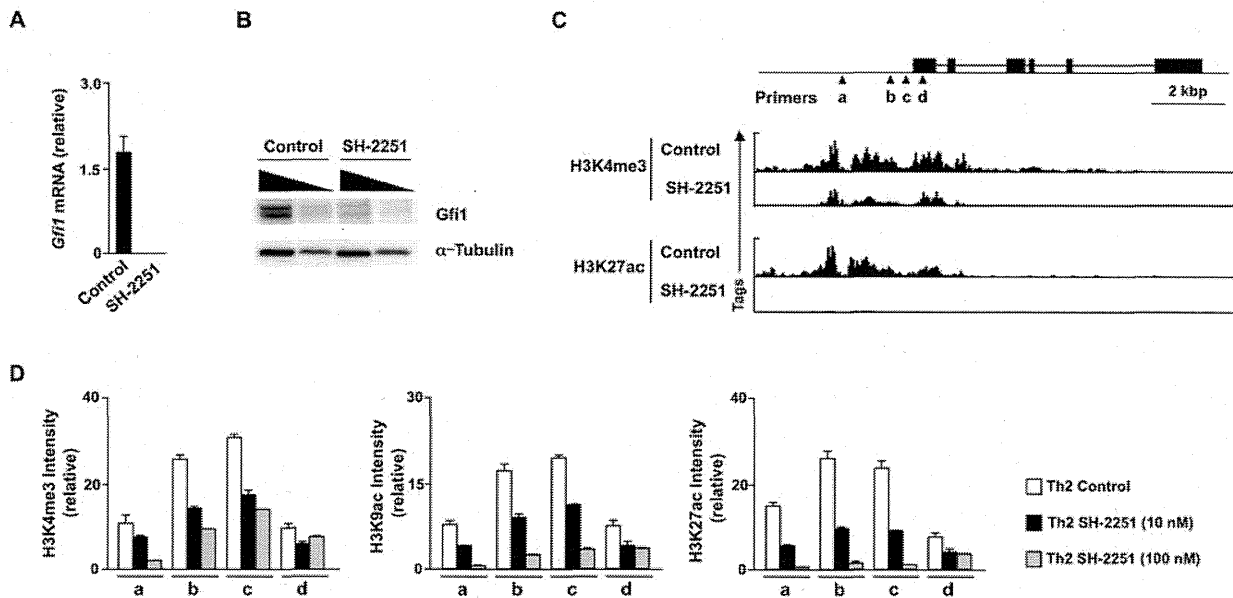 A
B
C
Gfi1 mRNA (relative)
3.0
1.5
0
Control
SH-2251
Control SH-2251
Gfi1
α-Tubulin
Primers a b c d
2 kbp
H3K4me3
Control
SH-2251
H3K27ac
Control
SH-2251
Tags
D
H3K4me3 Intensity
(relative)
40
20
0
a b c d
H3K9ac Intensity
(relative)
30
15
0
a b c d
H3K27ac Intensity
(relative)
40
20
0
a b c d
Th2 Control
Th2 SH-2251 (10 nM)
Th2 SH-2251 (100 nM)